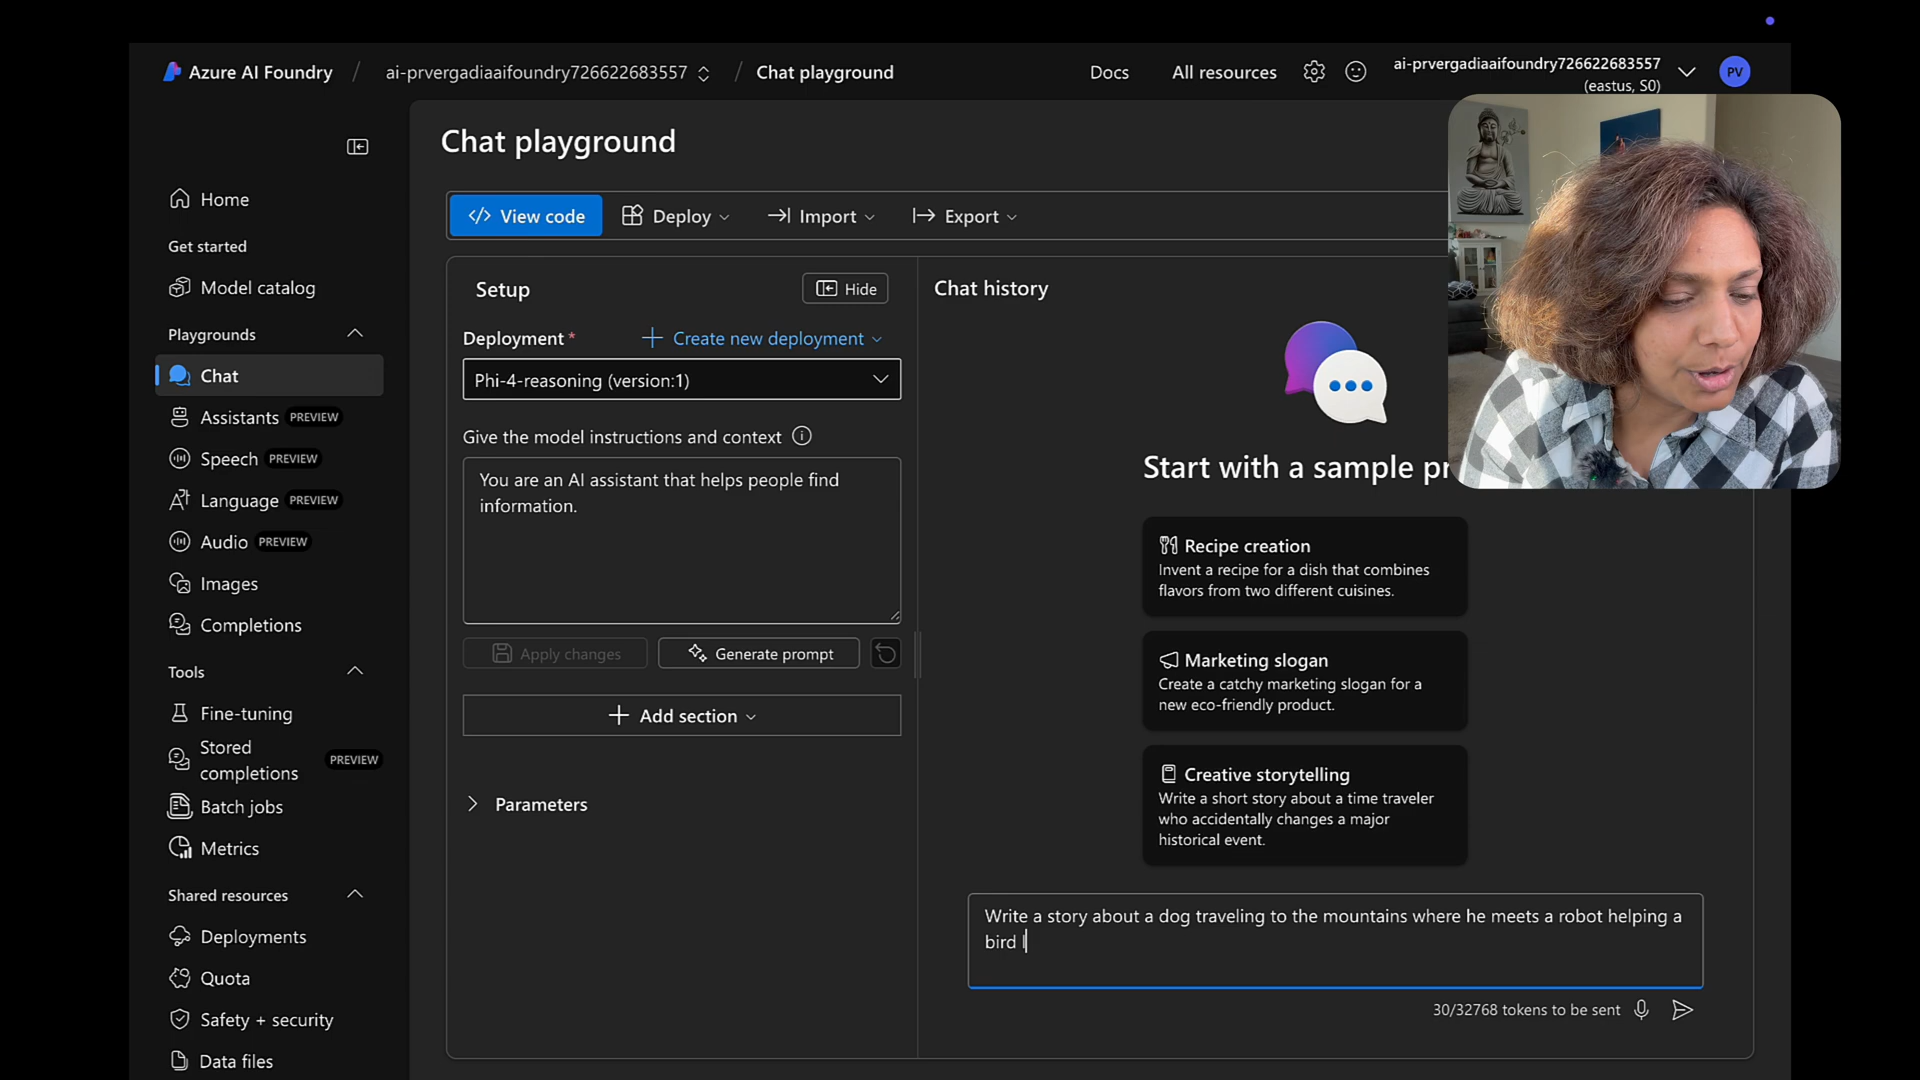 Azure AI Foundry / ai-prvergadiaaifoundry726622683557 / Chat playground
Docs
All resources
ai-prvergadiaaifoundry726622683557
(eastus, S0)
PV
Home
Get started
Model catalog
Playgrounds
Chat
Assistants PREVIEW
Speech PREVIEW
Language PREVIEW
Audio PREVIEW
Images
Completions
Tools
Fine-tuning
Stored
completions PREVIEW
Batch jobs
Metrics
Shared resources
Deployments
Quota
Safety + security
Data files
Chat playground
</> View code
Deploy
Import
Export
Setup
Hide
Deployment *
Create new deployment
Phi-4-reasoning (version:1)
Give the model instructions and context
You are an AI assistant that helps people find
information.
Apply changes
Generate prompt
Add section
Parameters
Chat history
Start with a sample pr
Recipe creation
Invent a recipe for a dish that combines
flavors from two different cuisines.
Marketing slogan
Create a catchy marketing slogan for a
new eco-friendly product.
Creative storytelling
Write a short story about a time traveler
who accidentally changes a major
historical event.
Write a story about a dog traveling to the mountains where he meets a robot helping a
bird l
30/32768 tokens to be sent